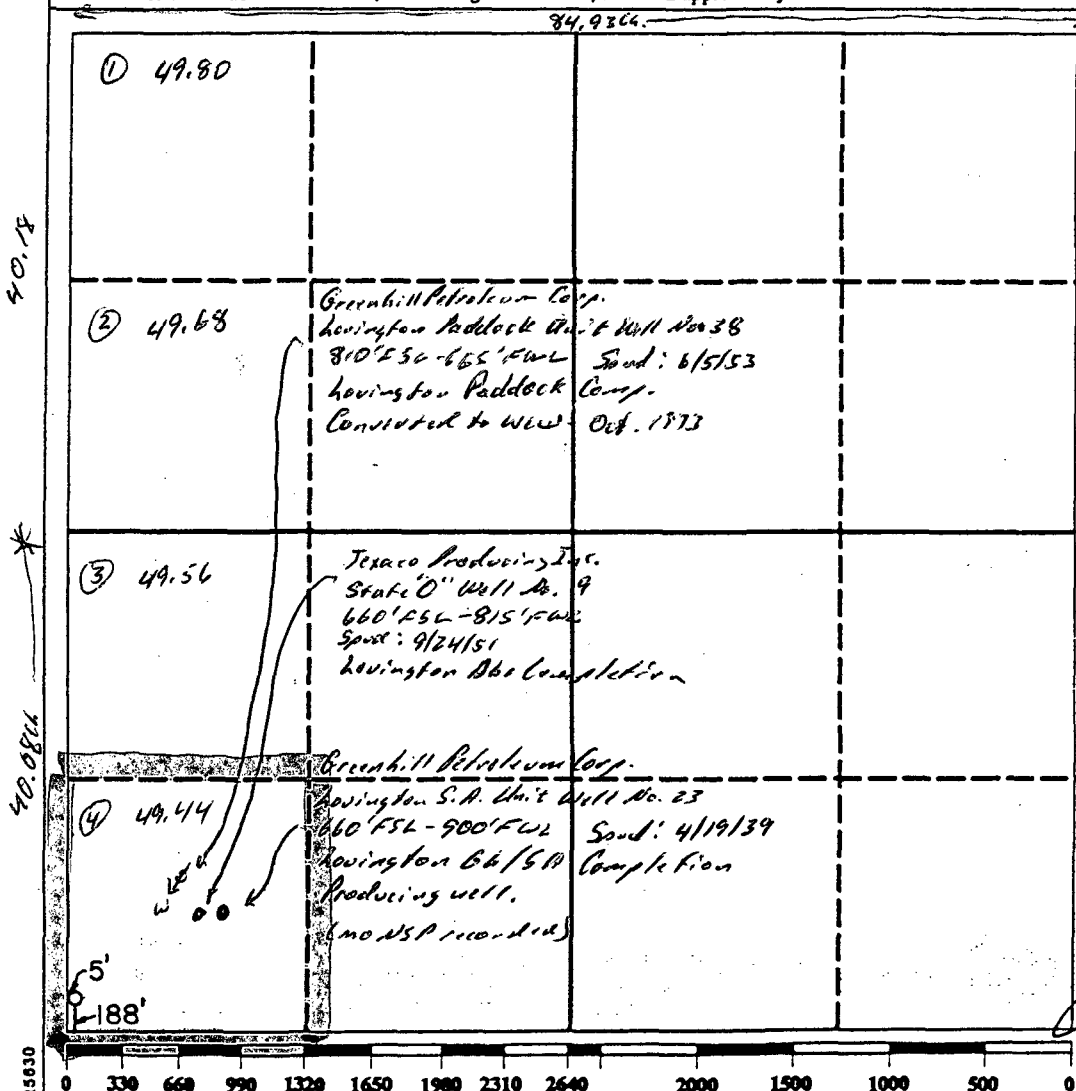 84.93Ch.
① 49.80
40.18
② 49.68
Greenhill Petroleum Corp.
Lovington Paddock Unit Well No. 38
810' FSL - 665' FWL Spud: 6/5/53
Lovington Paddock Comp.
Converted to WIW - Oct. 1973
*
③ 49.56
Texaco Producing Inc.
State "O" Well No. 9
660' FSL - 815' FWL
Spud: 9/24/51
Lovington Abo Completion
40.08Ch
④ 49.44
Greenhill Petroleum Corp.
Lovington S.A. Unit Well No. 23
660' FSL - 900' FWL Spud: 4/19/39
Lovington GB/SA Completion
Producing well.
(no NSP recorded)
5'
188'
0 330 660 990 1320 1650 1980 2310 2640 2000 1500 1000 500 0